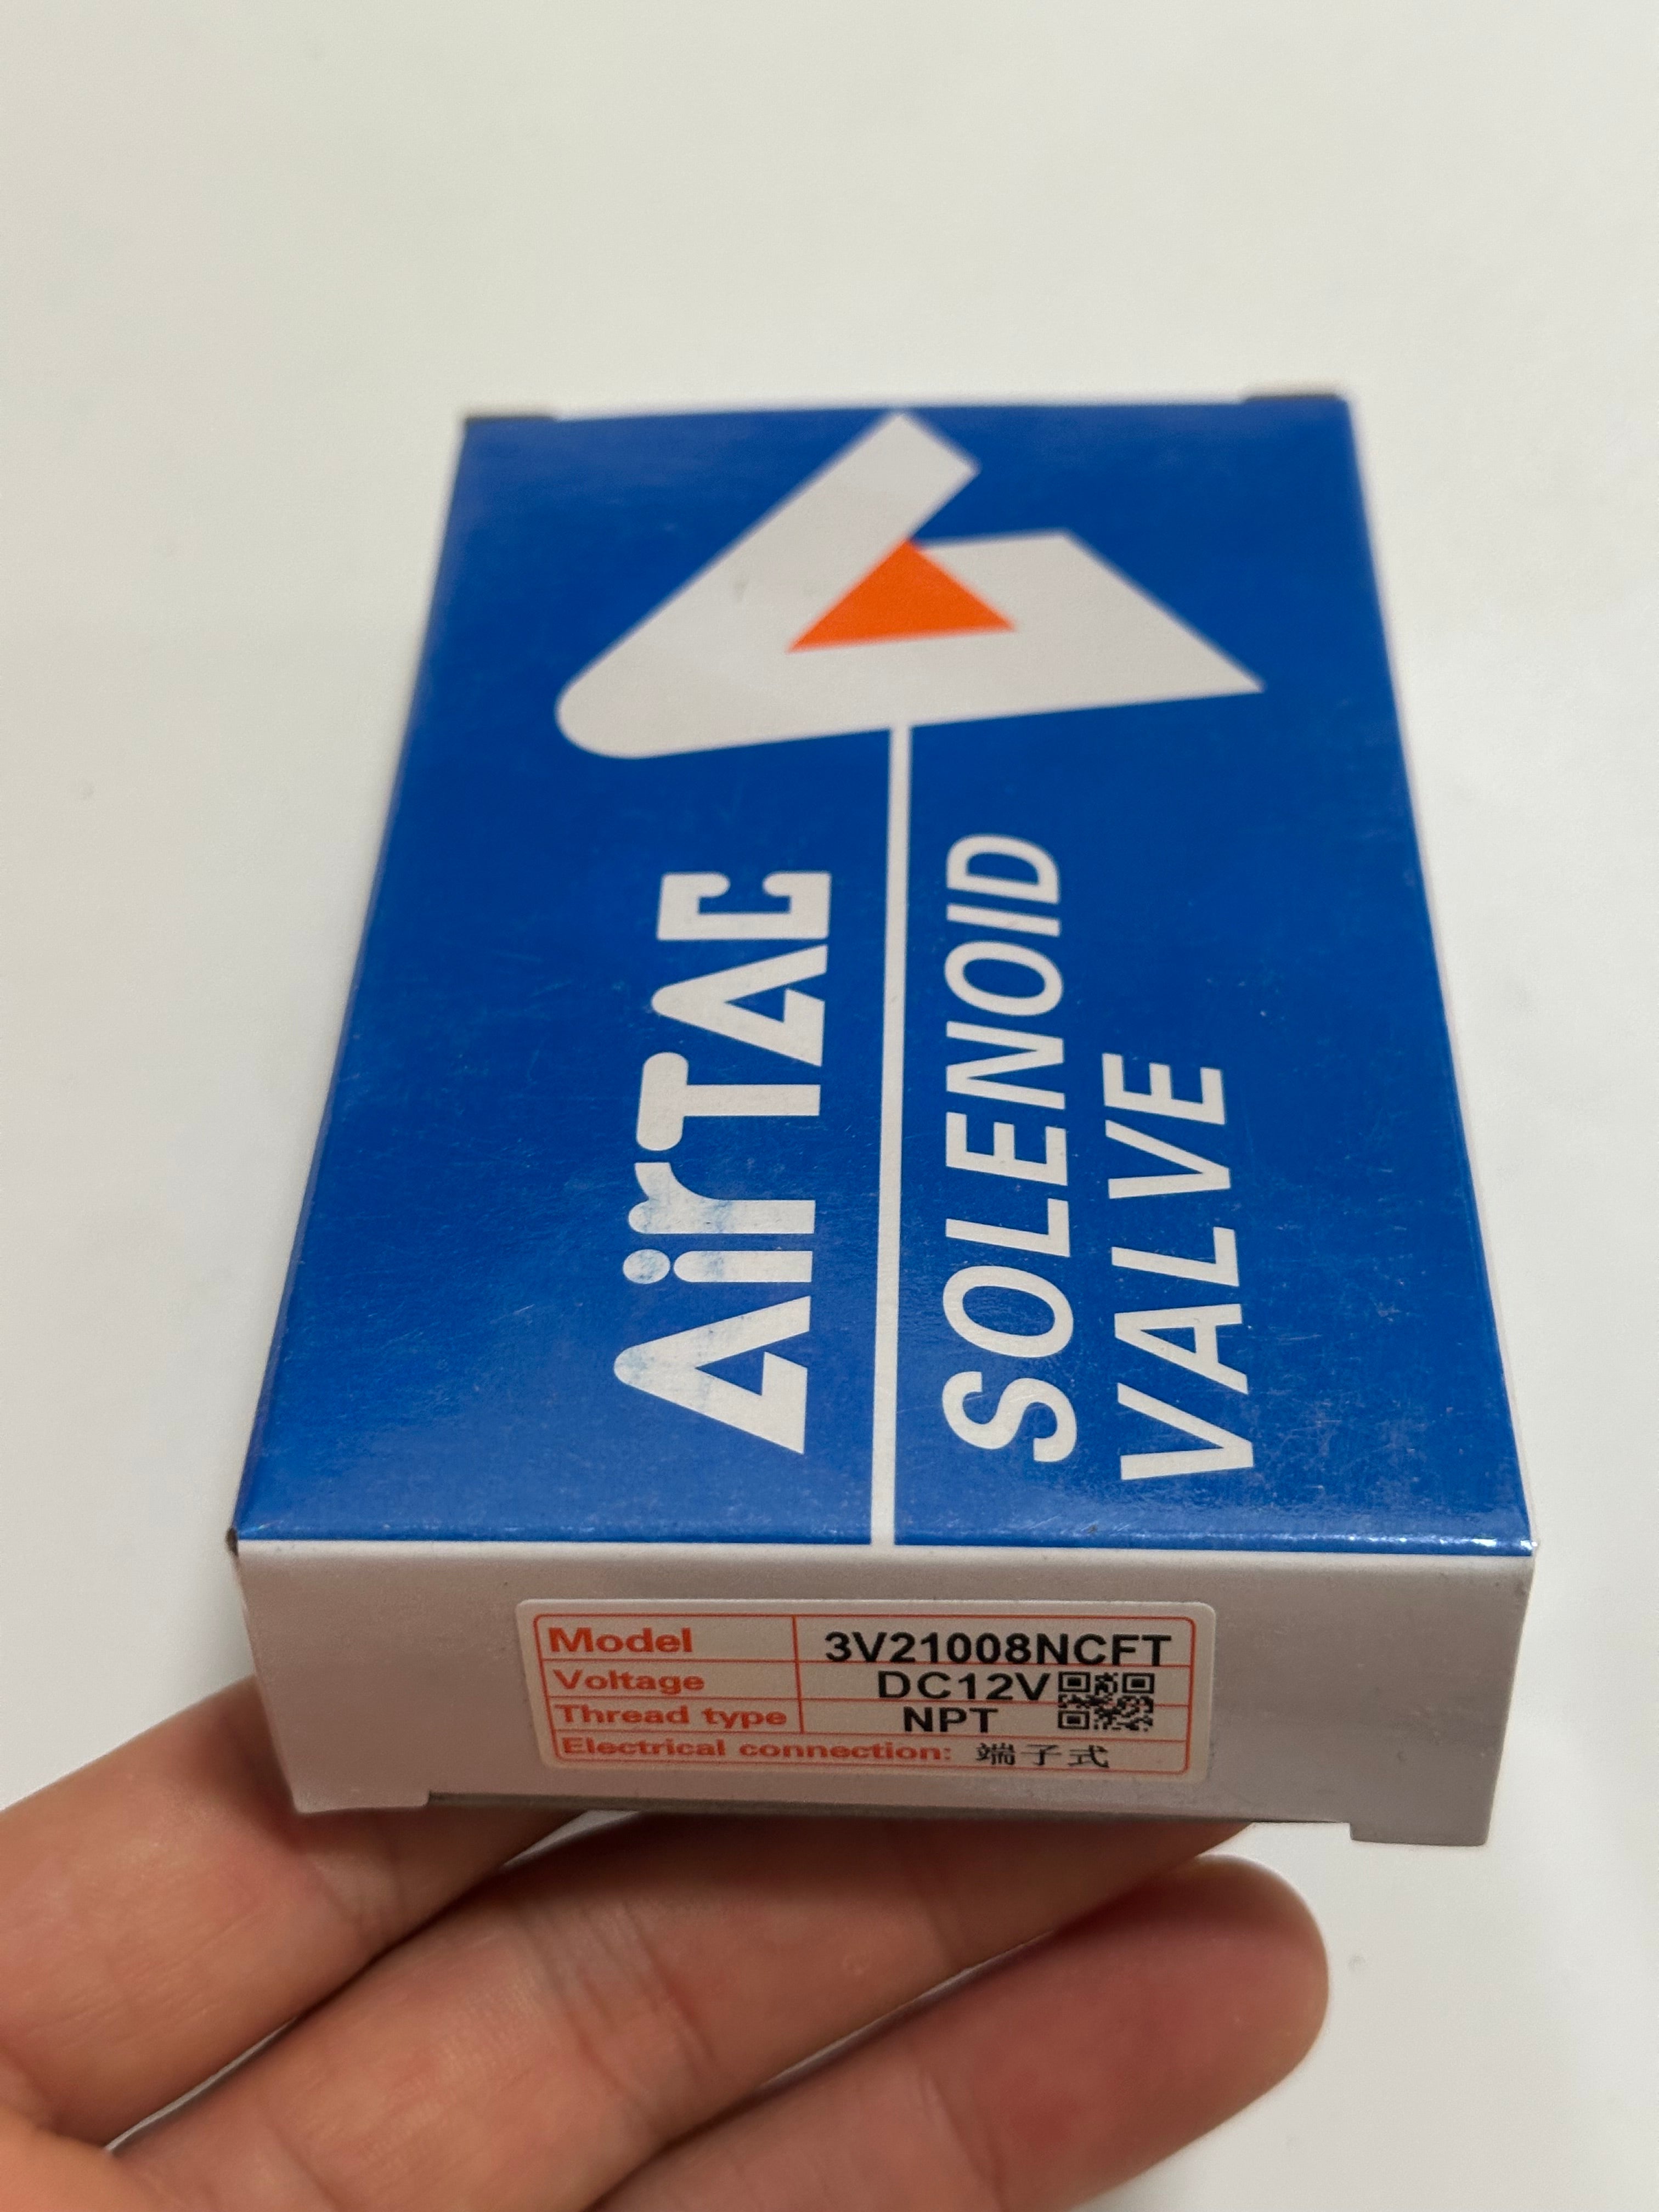 AirTAC
SOLENOID
VALVE
Model 3V21008NCFT
Voltage DC12V
Thread type NPT
Electrical connection: 端子式